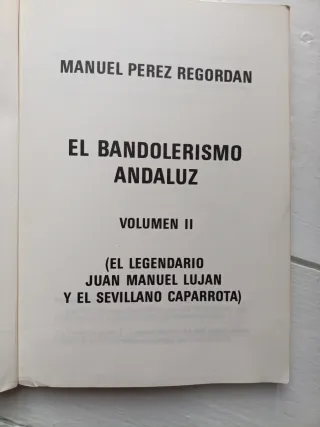 MANUEL PEREZ REGORDAN
EL BANDOLERISMO
ANDALUZ
VOLUMEN II
(EL LEGENDARIO
JUAN MANUEL LUJAN
Y EL SEVILLANO CAPARROTA)